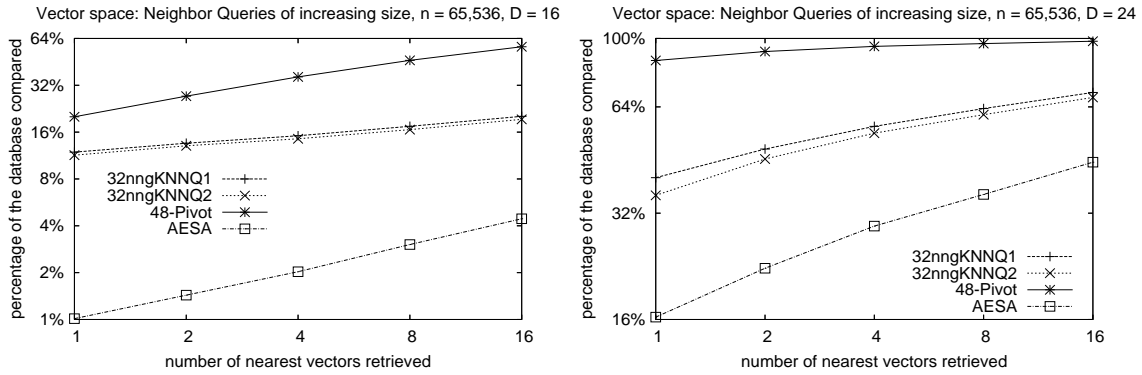 Vector space: Neighbor Queries of increasing size, n = 65,536, D = 16
percentage of the database compared
64%
32%
16%
8%
4%
2%
1%
32nngKNNQ1
32nngKNNQ2
48-Pivot
AESA
1 2 4 8 16
number of nearest vectors retrieved
Vector space: Neighbor Queries of increasing size, n = 65,536, D = 24
percentage of the database compared
100%
64%
32%
16%
32nngKNNQ1
32nngKNNQ2
48-Pivot
AESA
1 2 4 8 16
number of nearest vectors retrieved